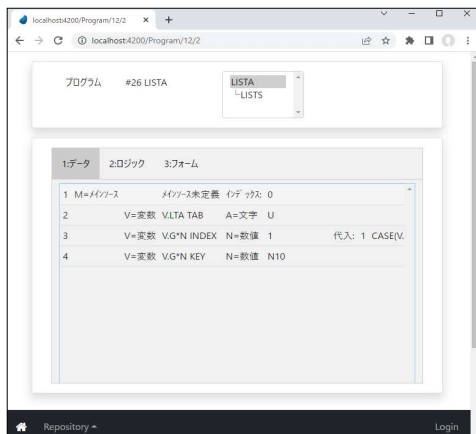 localhost:4200/Program/12/2
localhost:4200/Program/12/2
プログラム #26 LISTA
LISTA
LISTS
1:データ 2:ロジック 3:フォーム
1 M=メインソース メインソース未定義 インデックス: 0
2 V=変数 V.LTA TAB A=文字 U
3 V=変数 V.G*N INDEX N=数値 1 代入: 1 CASE(V.
4 V=変数 V.G*N KEY N=数値 N10
Repository
Login